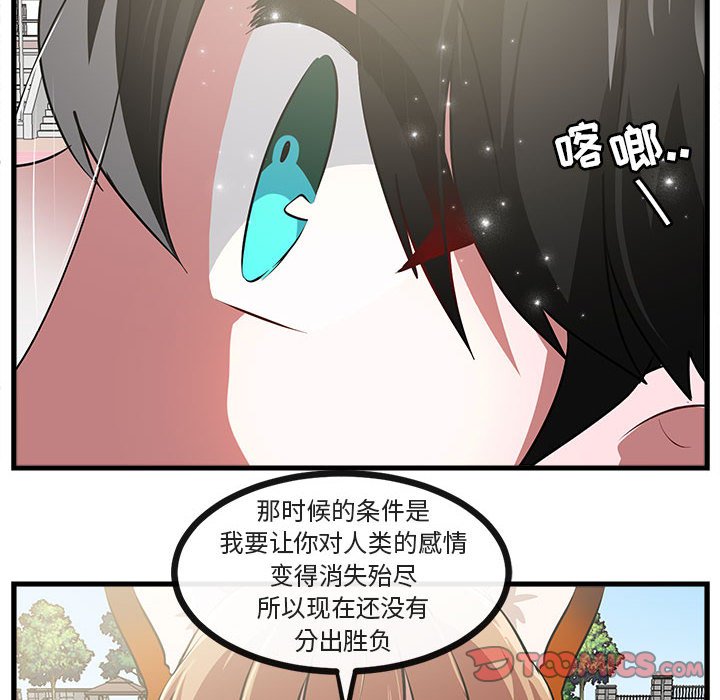 喀啷..
那时候的条件是
我要让你对人类的感情
变得消失殆尽
所以现在还没有
分出胜负
TOOMICS.COM